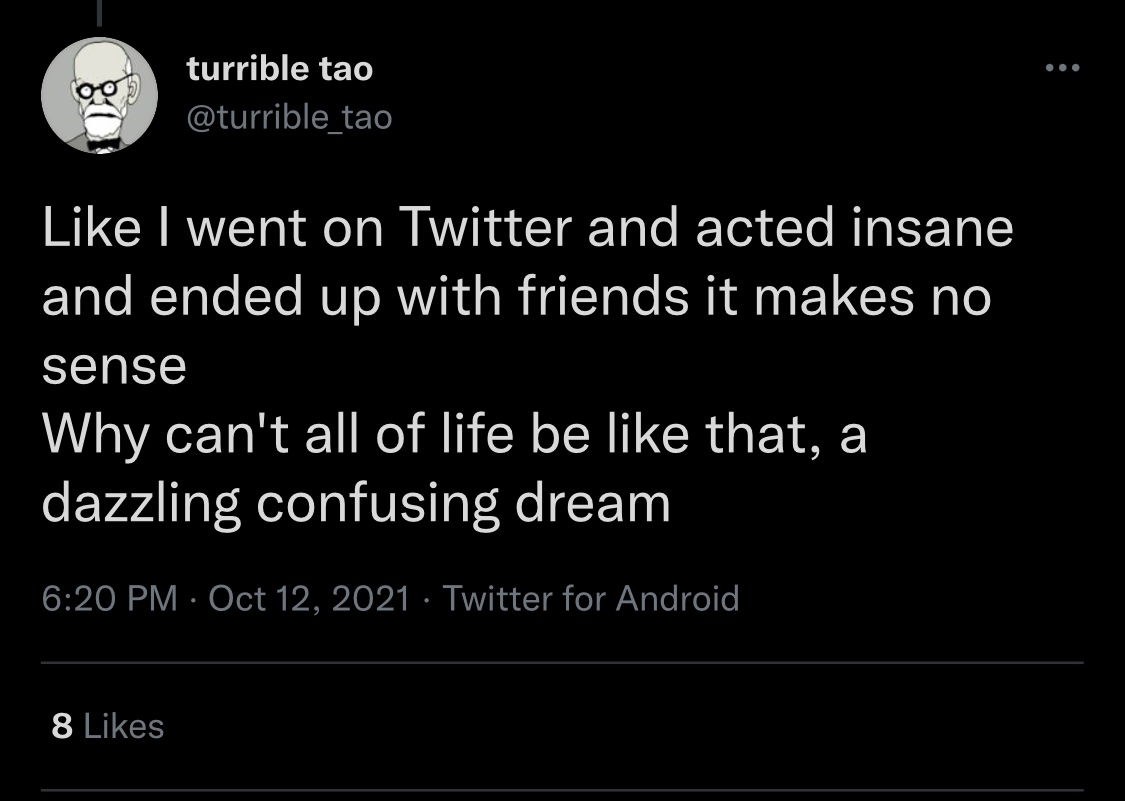 turrible tao
@turrible_tao
Like I went on Twitter and acted insane
and ended up with friends it makes no
sense
Why can't all of life be like that, a
dazzling confusing dream
6:20 PM · Oct 12, 2021 · Twitter for Android
8 Likes